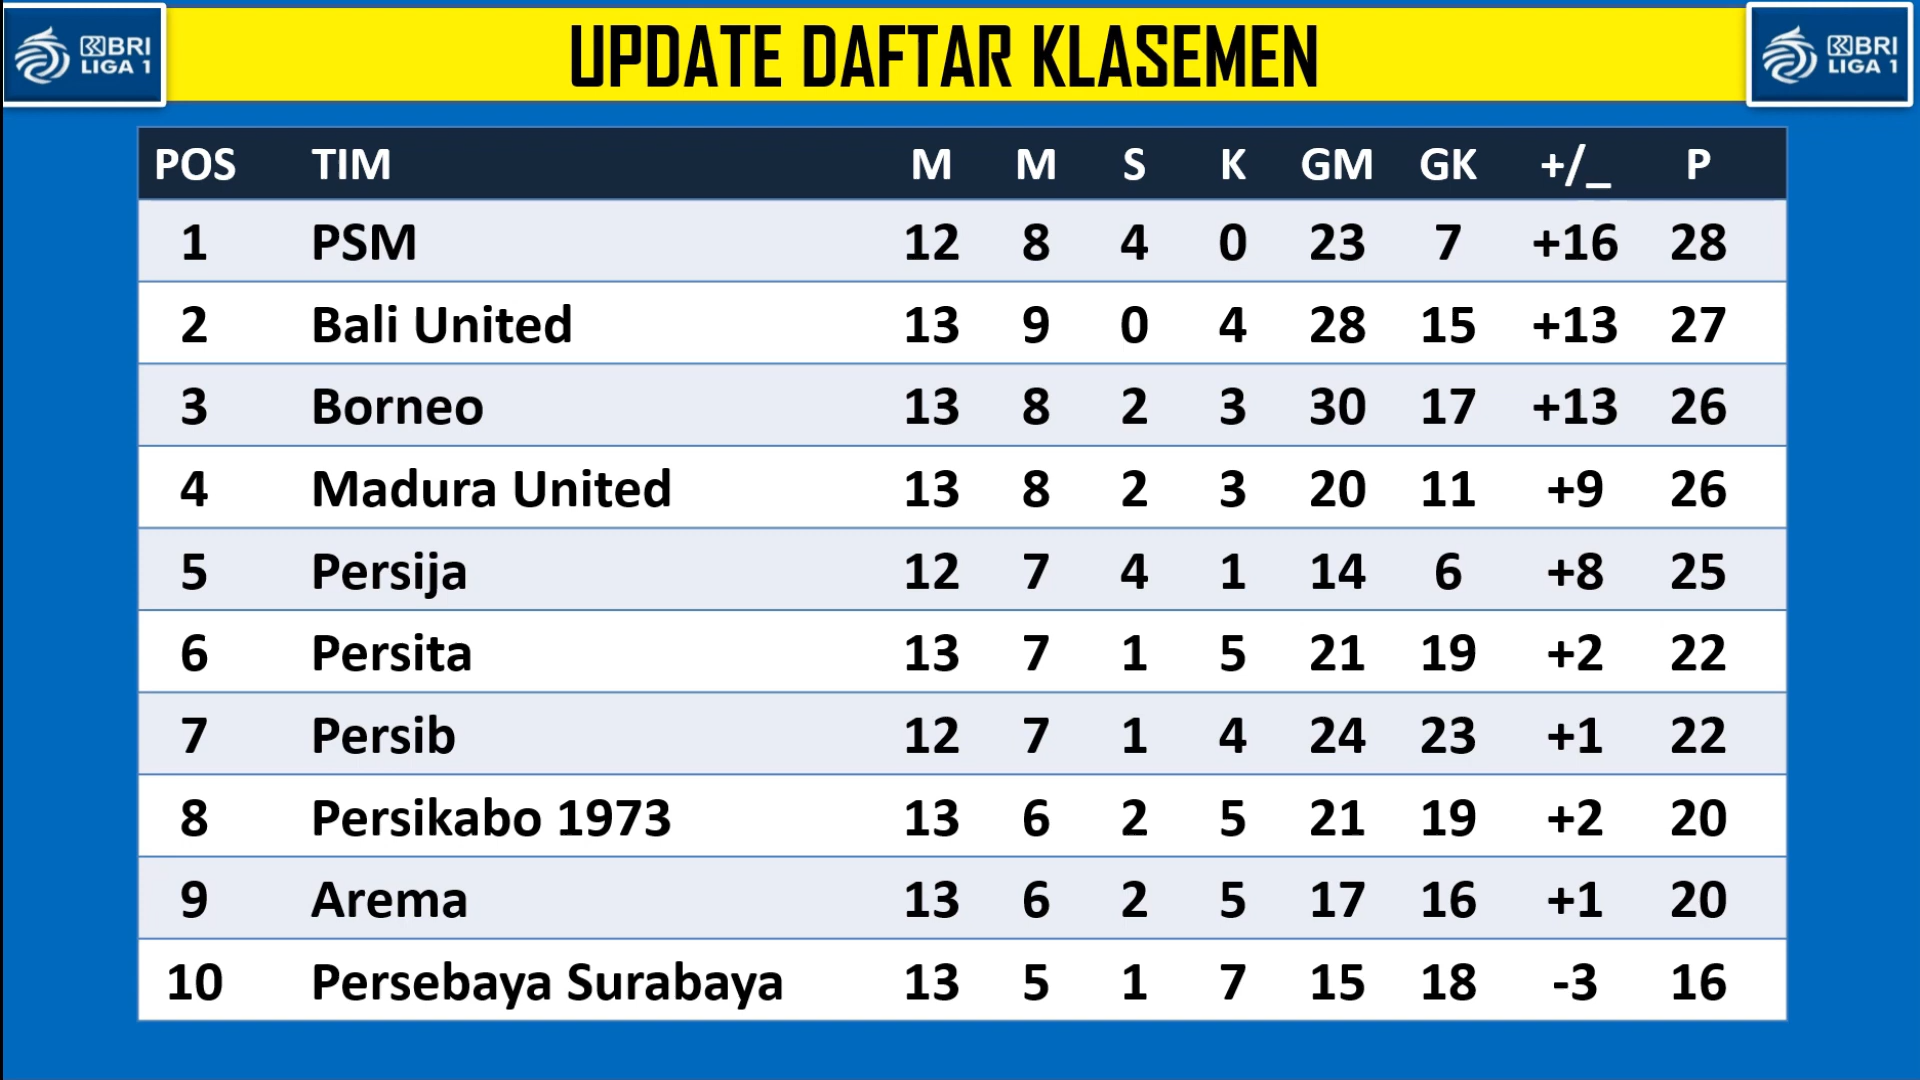 BRI
LIGA 1
UPDATE DAFTAR KLASEMEN
BRI
LIGA 1
POS TIM M M S K GM GK +/_ P
1 PSM 12 8 4 0 23 7 +16 28
2 Bali United 13 9 0 4 28 15 +13 27
3 Borneo 13 8 2 3 30 17 +13 26
4 Madura United 13 8 2 3 20 11 +9 26
5 Persija 12 7 4 1 14 6 +8 25
6 Persita 13 7 1 5 21 19 +2 22
7 Persib 12 7 1 4 24 23 +1 22
8 Persikabo 1973 13 6 2 5 21 19 +2 20
9 Arema 13 6 2 5 17 16 +1 20
10 Persebaya Surabaya 13 5 1 7 15 18 -3 16